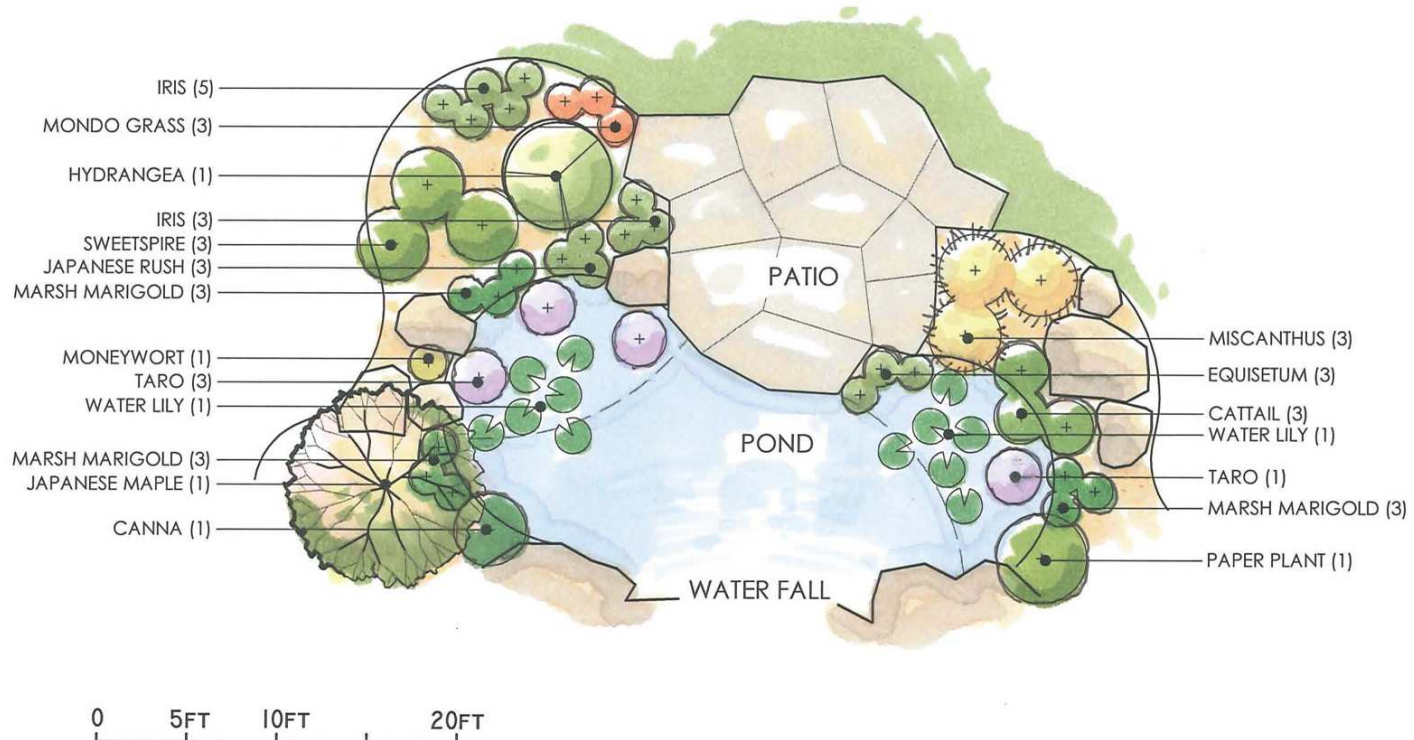 IRIS (5)
MONDO GRASS (3)
HYDRANGEA (1)
IRIS (3)
SWEETSPIRE (3)
JAPANESE RUSH (3)
MARSH MARIGOLD (3)
MONEYWORT (1)
TARO (3)
WATER LILY (1)
MARSH MARIGOLD (3)
JAPANESE MAPLE (1)
CANNA (1)
PATIO
POND
WATER FALL
MISCANTHUS (3)
EQUISETUM (3)
CATTAIL (3)
WATER LILY (1)
TARO (1)
MARSH MARIGOLD (3)
PAPER PLANT (1)
0 5FT 10FT 20FT